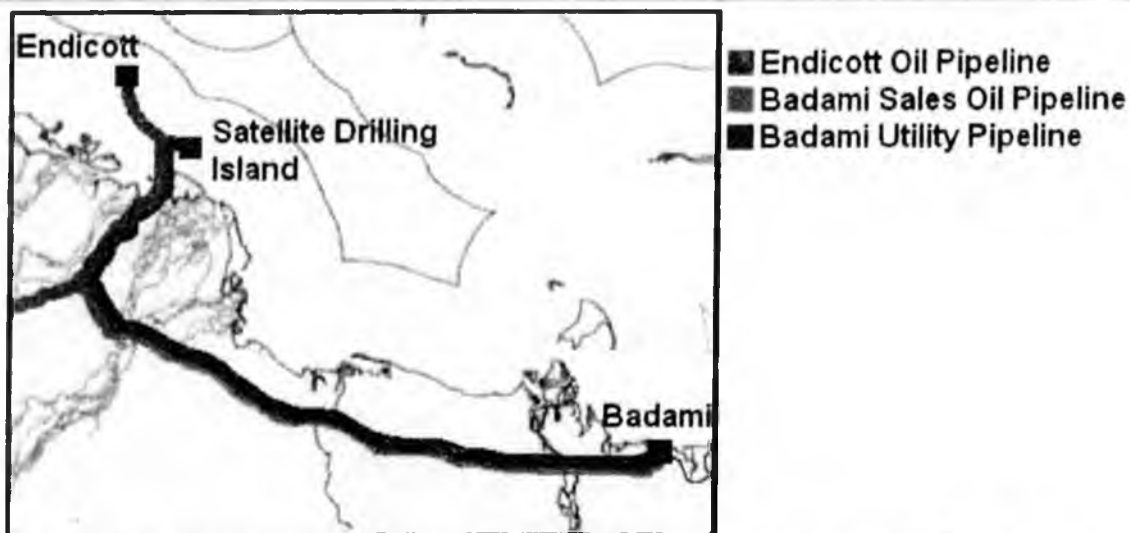 Endicott
Satellite Drilling
Island
Badami
Endicott Oil Pipeline
Badami Sales Oil Pipeline
Badami Utility Pipeline